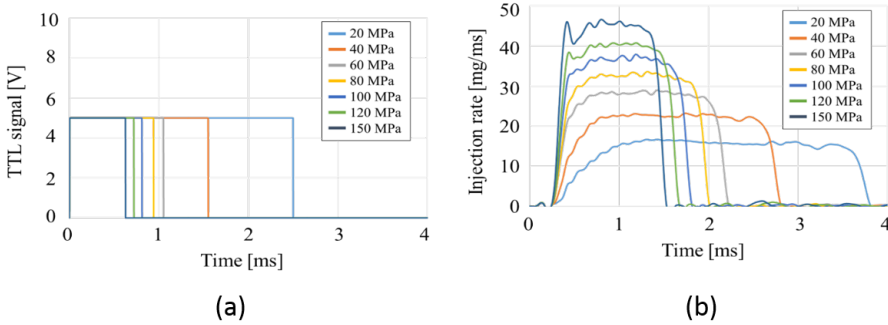 TTL signal [V]
10
8
6
4
2
0
0
1
2
3
4
Time [ms]
20 MPa
40 MPa
60 MPa
80 MPa
100 MPa
120 MPa
150 MPa
(a)
Injection rate [mg/ms]
50
40
30
20
10
0
0
1
2
3
4
Time [ms]
20 MPa
40 MPa
60 MPa
80 MPa
100 MPa
120 MPa
150 MPa
(b)